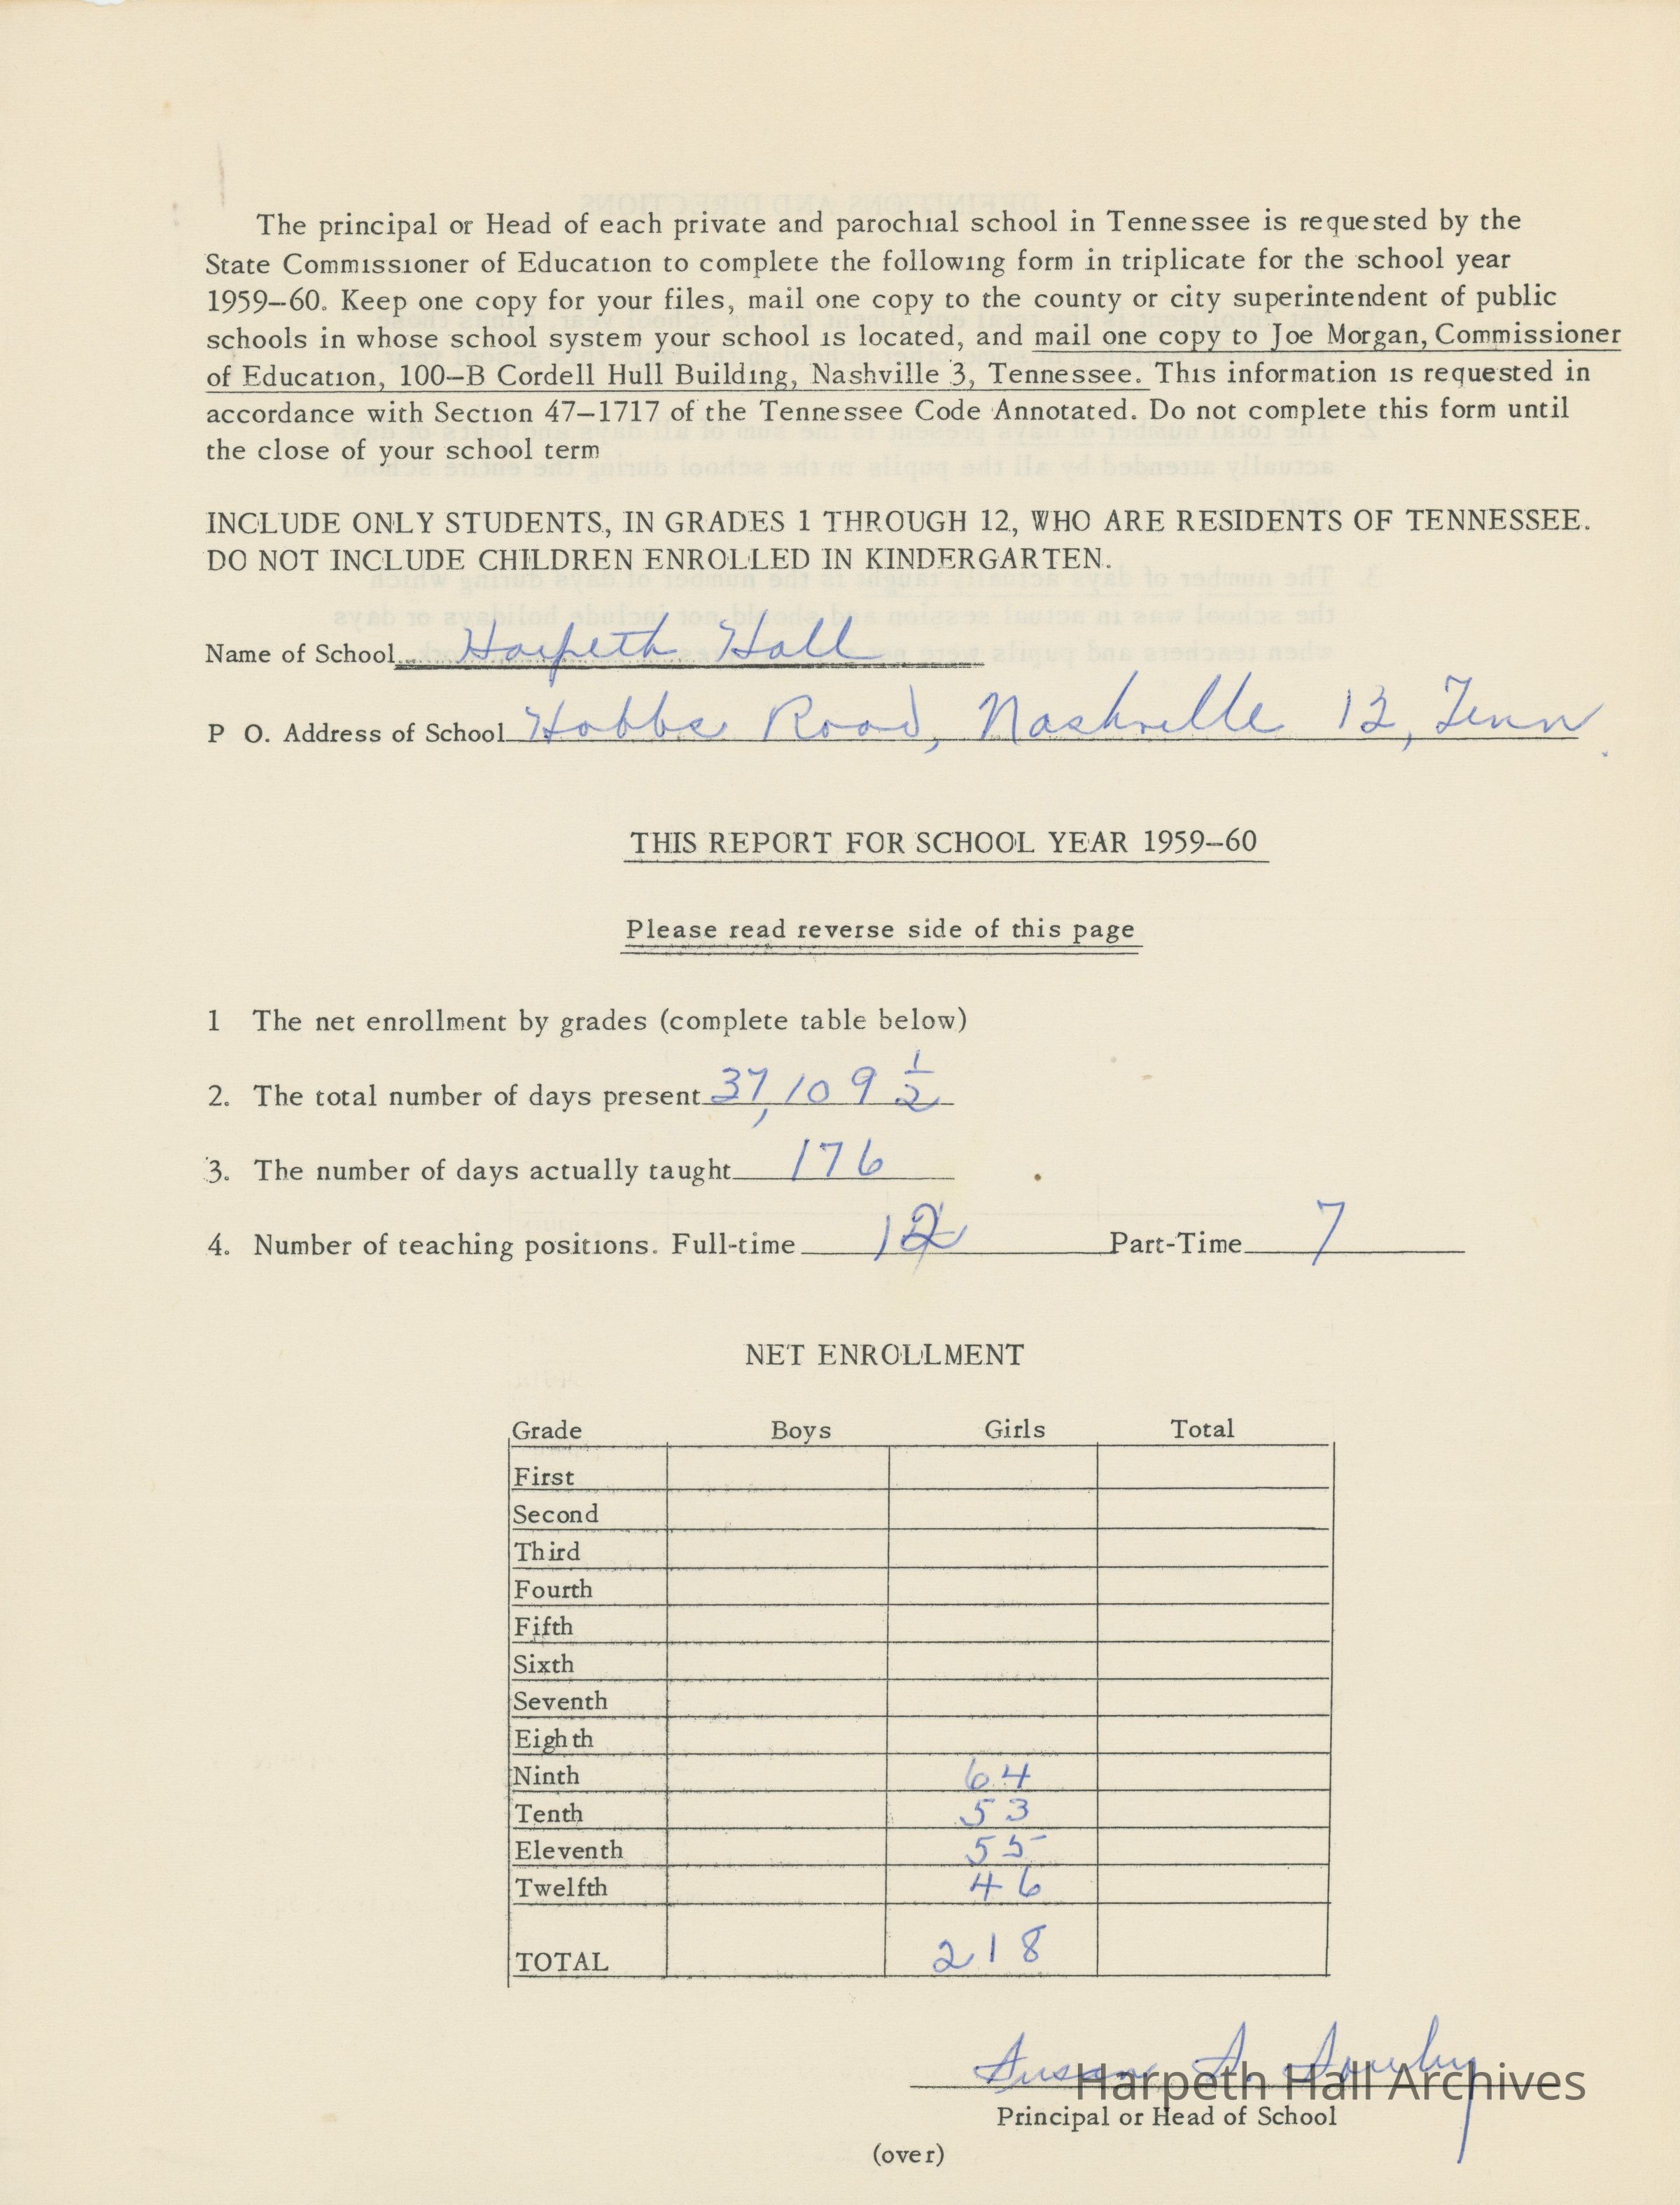 The principal or Head of each private and parochial school in Tennessee is requested by the
State Commissioner of Education to complete the following form in triplicate for the school year
1959–60. Keep one copy for your files, mail one copy to the county or city superintendent of public
schools in whose school system your school is located, and mail one copy to Joe Morgan, Commissioner
of Education, 100–B Cordell Hull Building, Nashville 3, Tennessee. This information is requested in
accordance with Section 47–1717 of the Tennessee Code Annotated. Do not complete this form until
the close of your school term
INCLUDE ONLY STUDENTS, IN GRADES 1 THROUGH 12, WHO ARE RESIDENTS OF TENNESSEE.
DO NOT INCLUDE CHILDREN ENROLLED IN KINDERGARTEN.
Name of School Harpeth Hall
P O. Address of School Hobbs Road, Nashville 12, Tenn.
THIS REPORT FOR SCHOOL YEAR 1959–60
Please read reverse side of this page
1 The net enrollment by grades (complete table below)
2. The total number of days present 37,109 1/2
3. The number of days actually taught 176
4. Number of teaching positions. Full-time 12 Part-Time 7
NET ENROLLMENT
Grade Boys Girls Total
First
Second
Third
Fourth
Fifth
Sixth
Seventh
Eighth
Ninth 64
Tenth 53
Eleventh 55
Twelfth 46
TOTAL 218
Susan S. Souby
Harpeth Hall Archives
Principal or Head of School
(over)